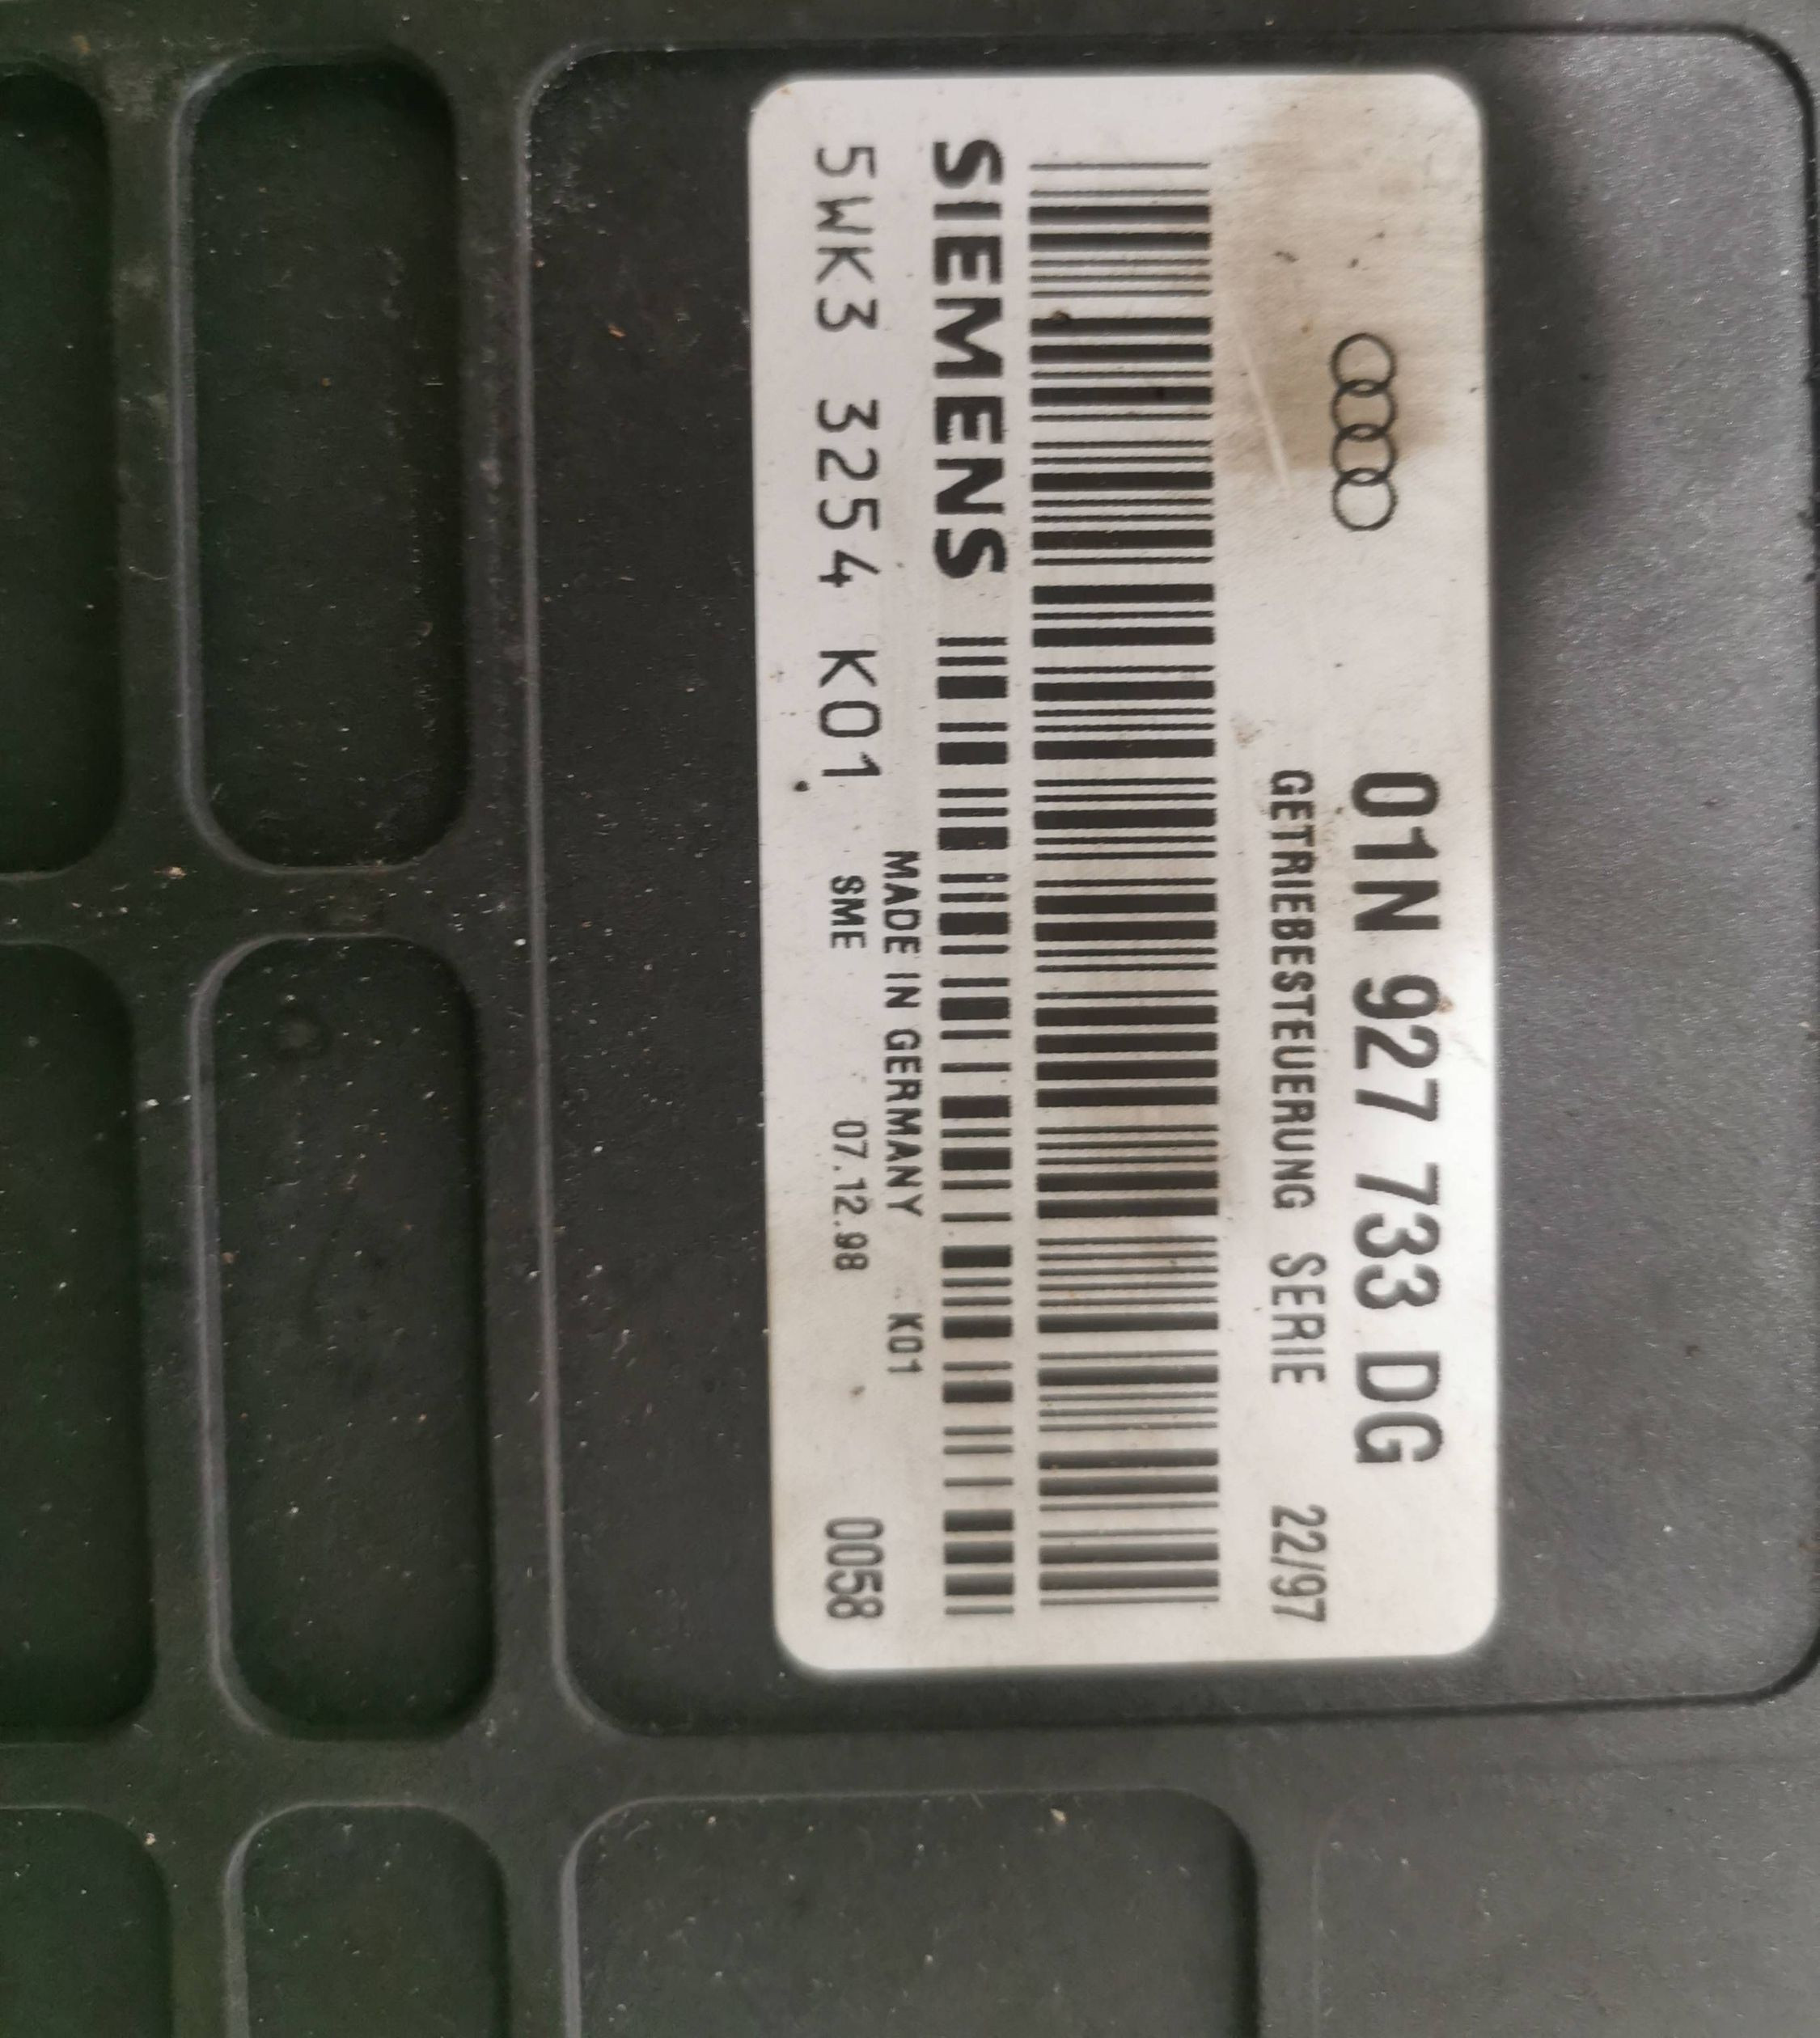 01N 927 733 DG
GETRIEBESTEUERUNG SERIE 22/97
SIEMENS
MADE IN GERMANY K01
5WK3 3254 K01 SME 07.12.98 0058